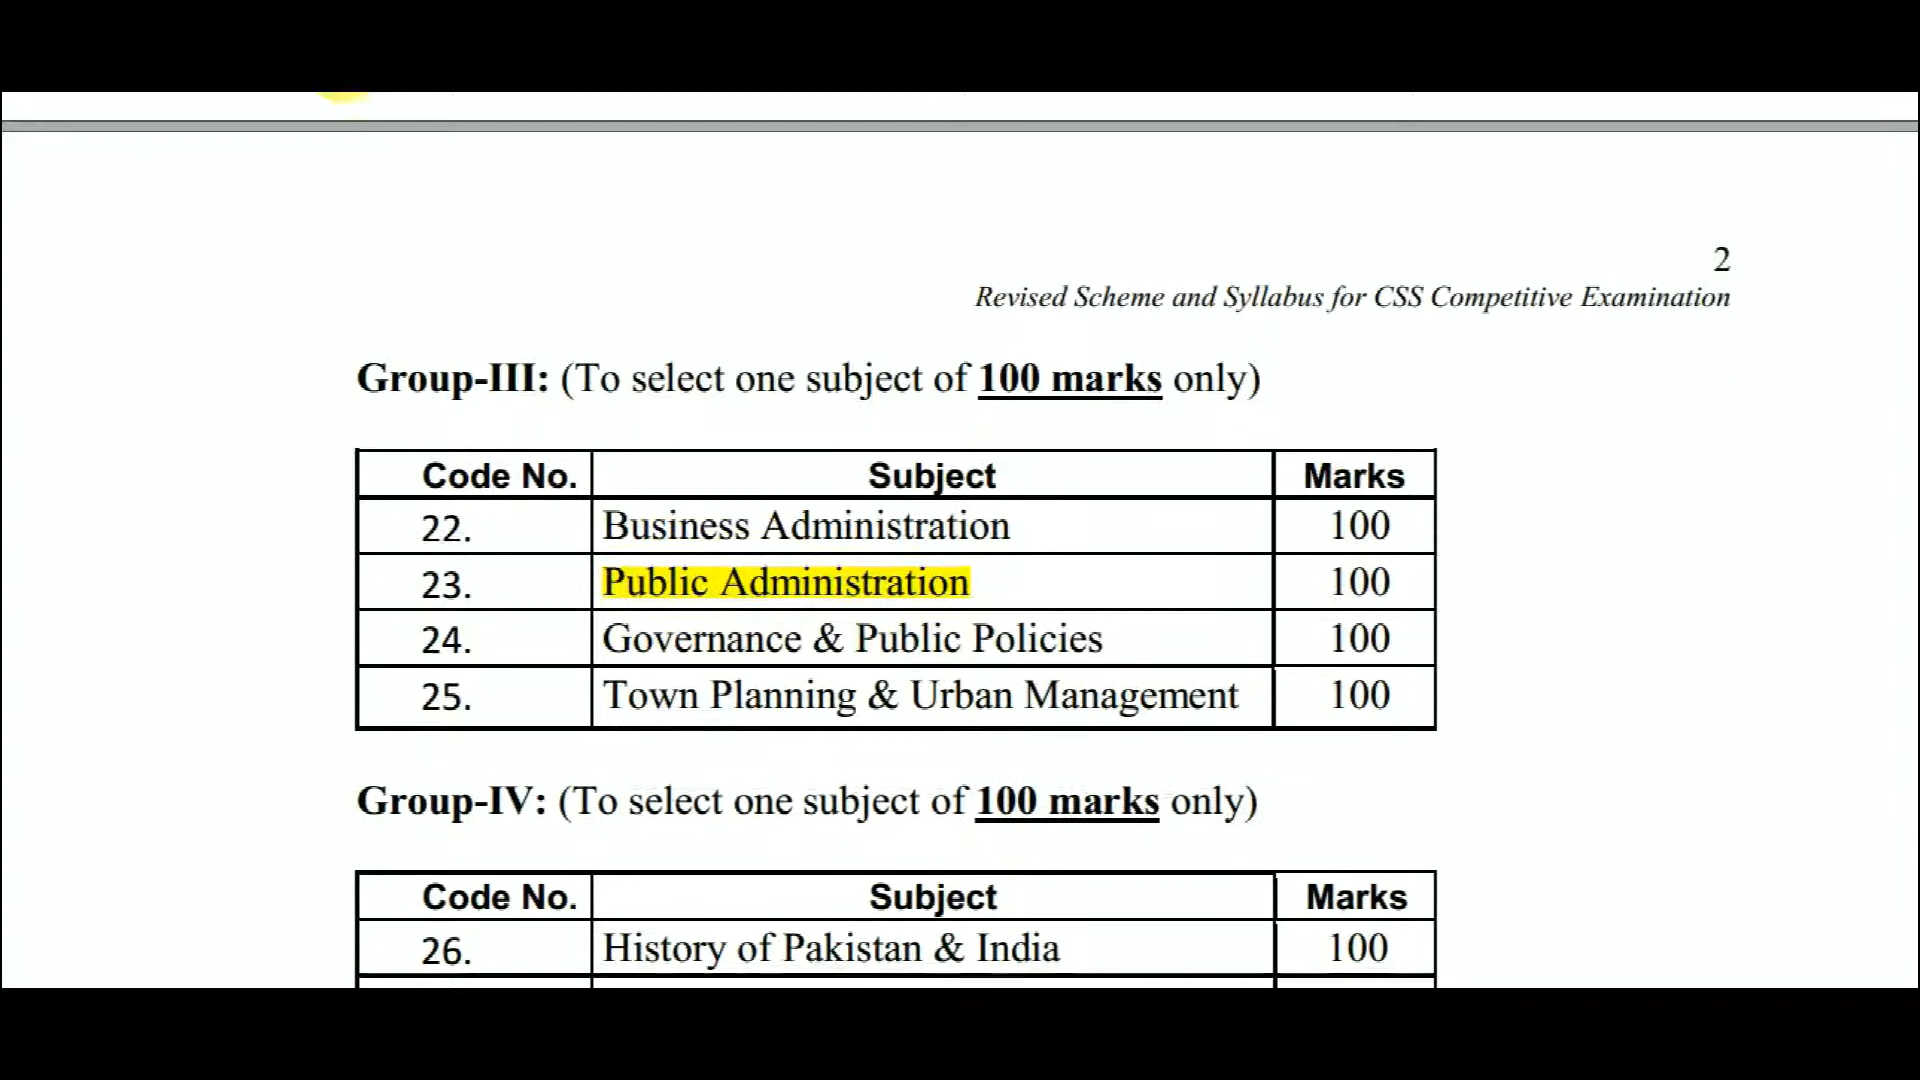 2
Revised Scheme and Syllabus for CSS Competitive Examination
Group-III: (To select one subject of 100 marks only)
Code No. Subject Marks
22. Business Administration 100
23. Public Administration 100
24. Governance & Public Policies 100
25. Town Planning & Urban Management 100
Group-IV: (To select one subject of 100 marks only)
Code No. Subject Marks
26. History of Pakistan & India 100